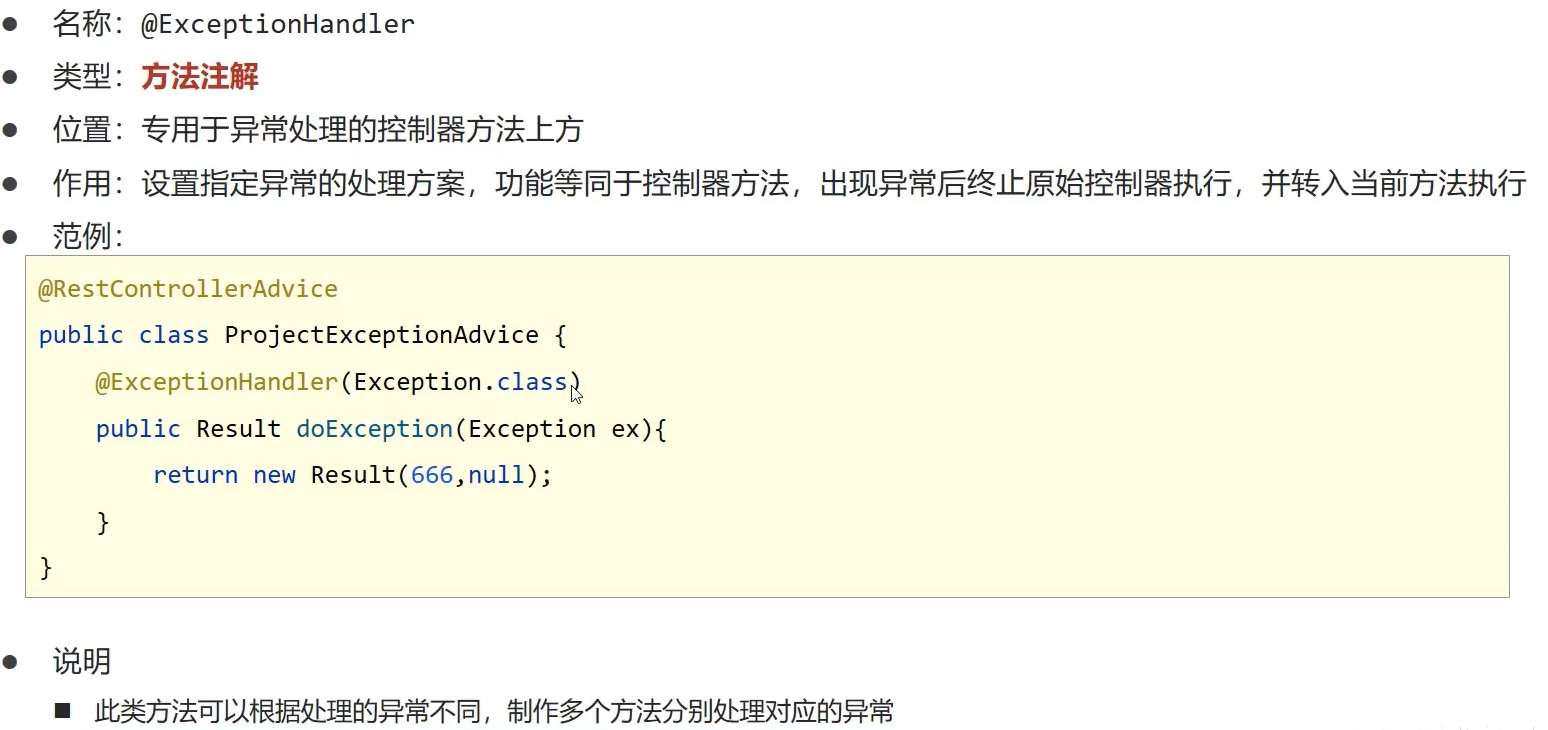 名称：@ExceptionHandler
类型：方法注解
位置：专用于异常处理的控制器方法上方
作用：设置指定异常的处理方案，功能等同于控制器方法，出现异常后终止原始控制器执行，并转入当前方法执行
范例：
@RestControllerAdvice
public class ProjectExceptionAdvice {
    @ExceptionHandler(Exception.class)
    public Result doException(Exception ex){
        return new Result(666,null);
    }
}
说明
此类方法可以根据处理的异常不同，制作多个方法分别处理对应的异常